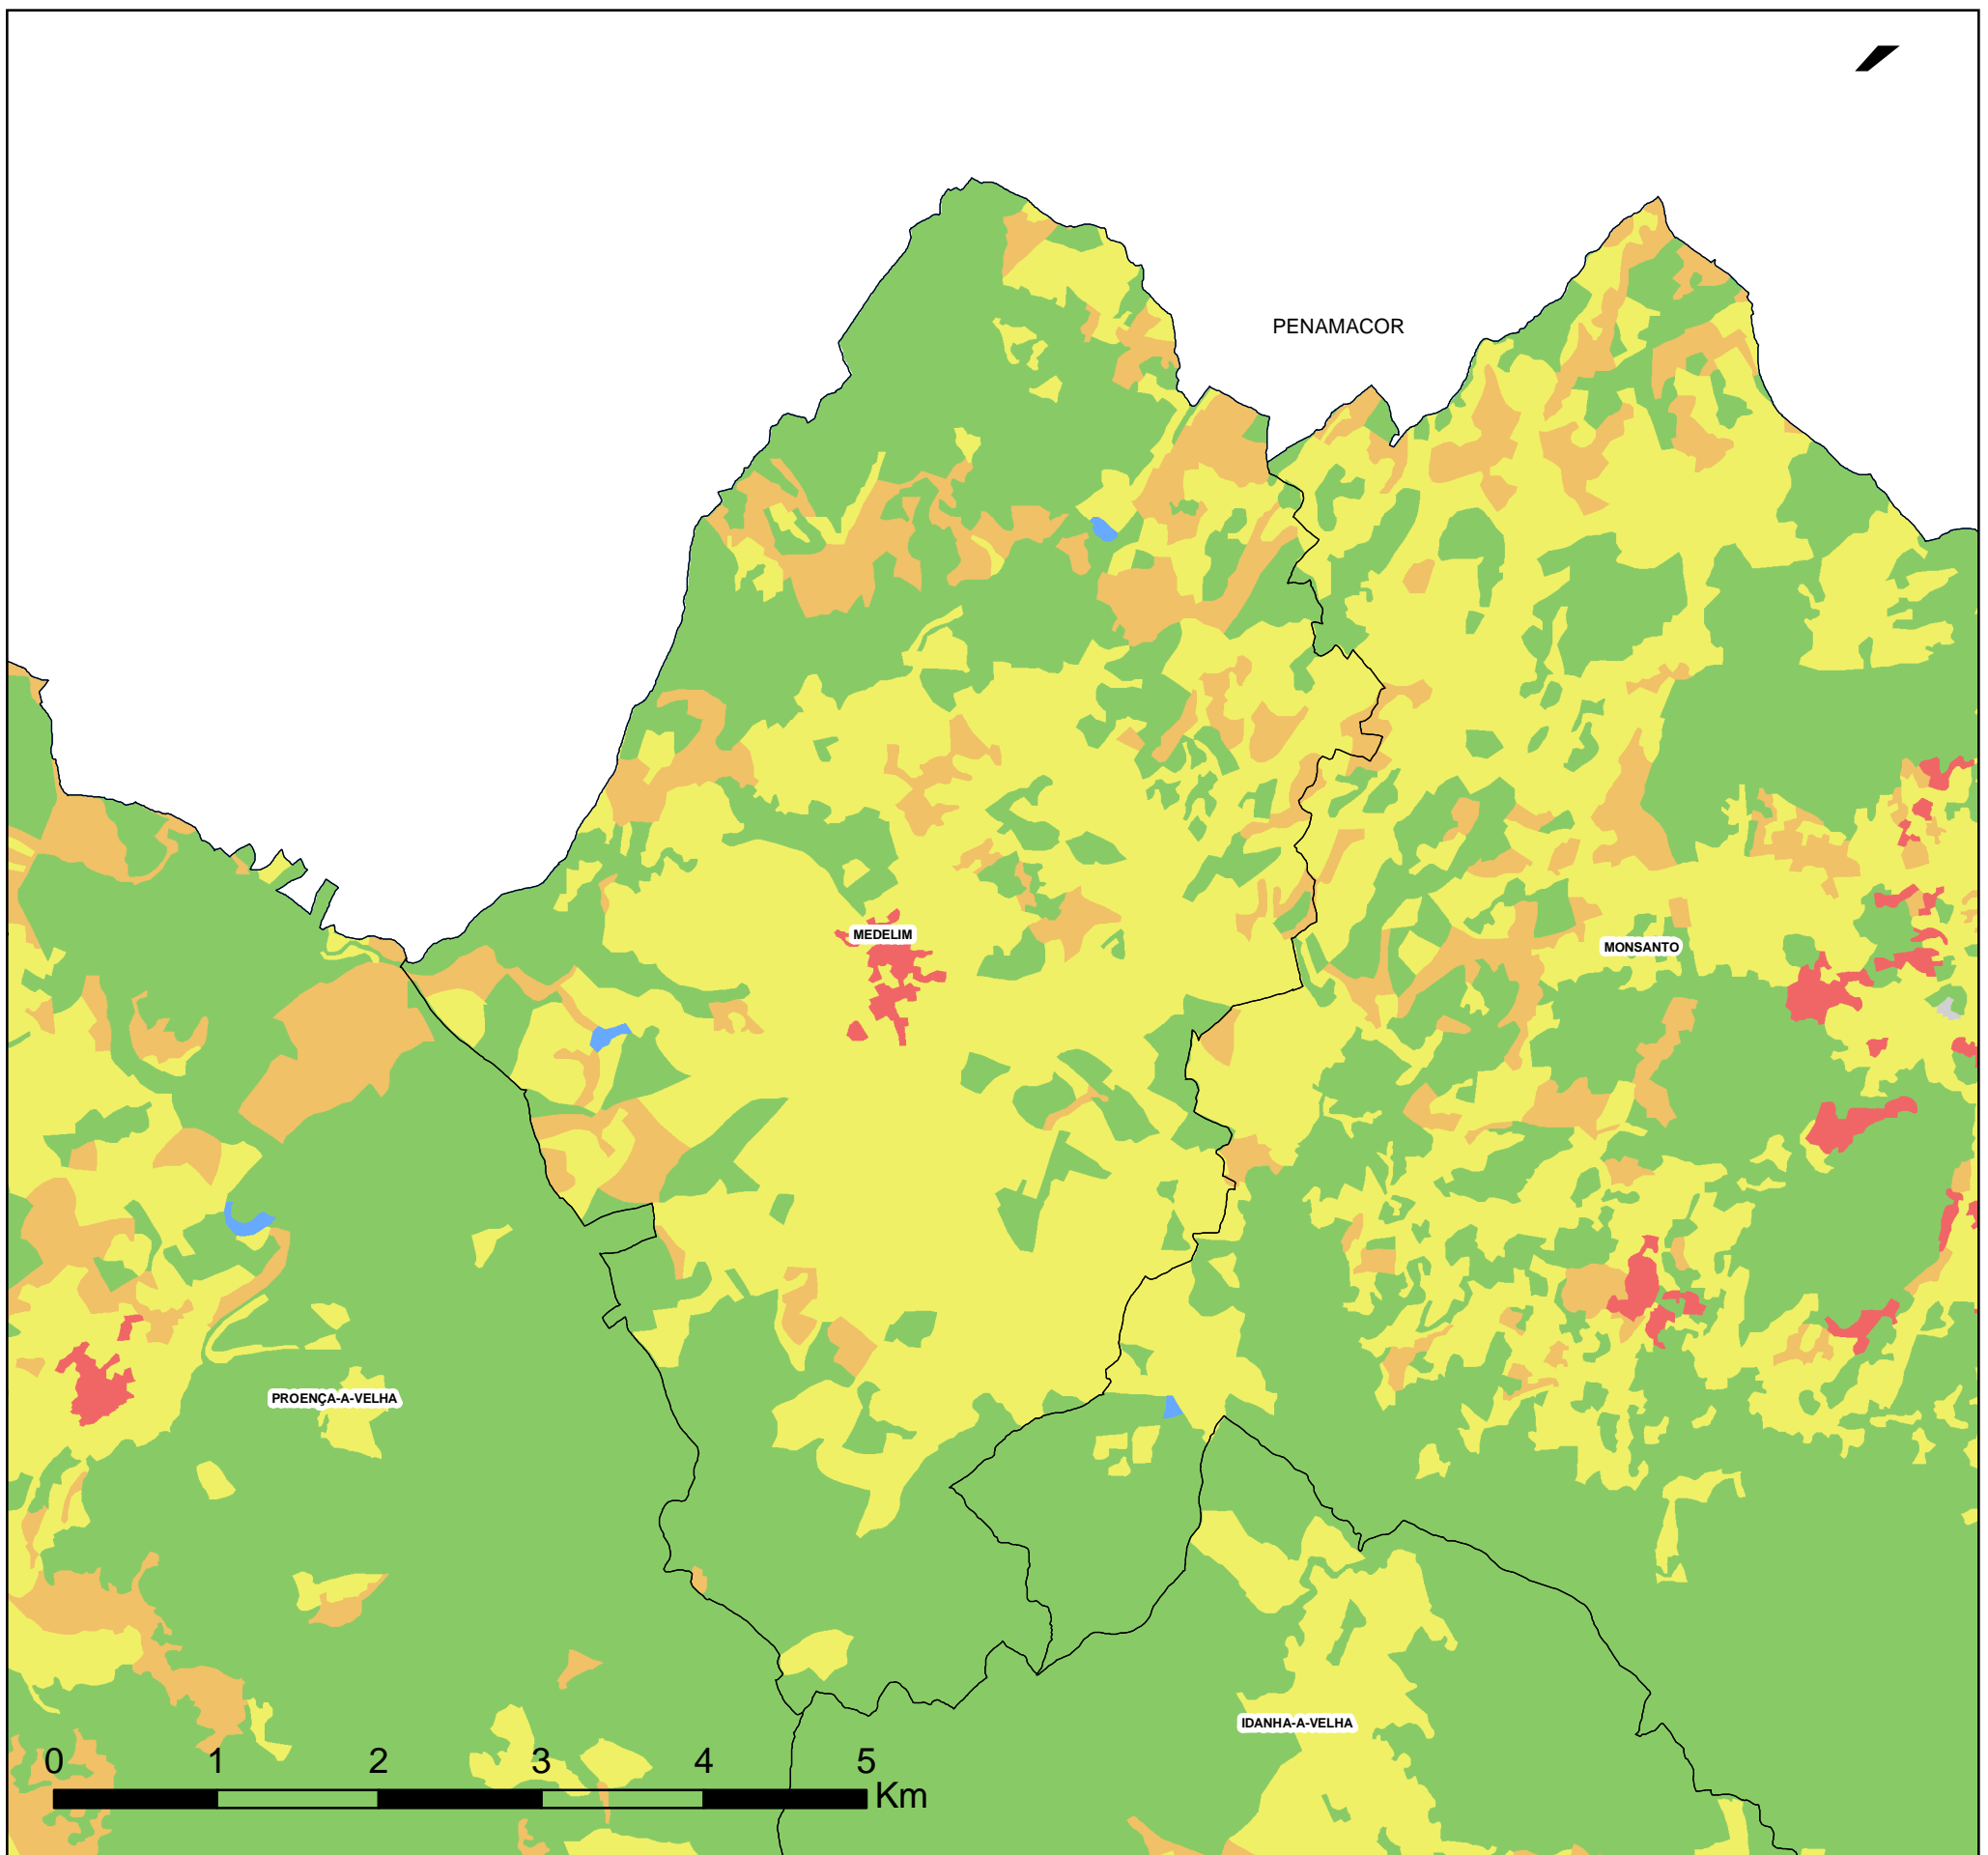 PENAMACOR
MEDELIM
MONSANTO
PROENÇA-A-VELHA
IDANHA-A-VELHA
0 1 2 3 4 5
Km